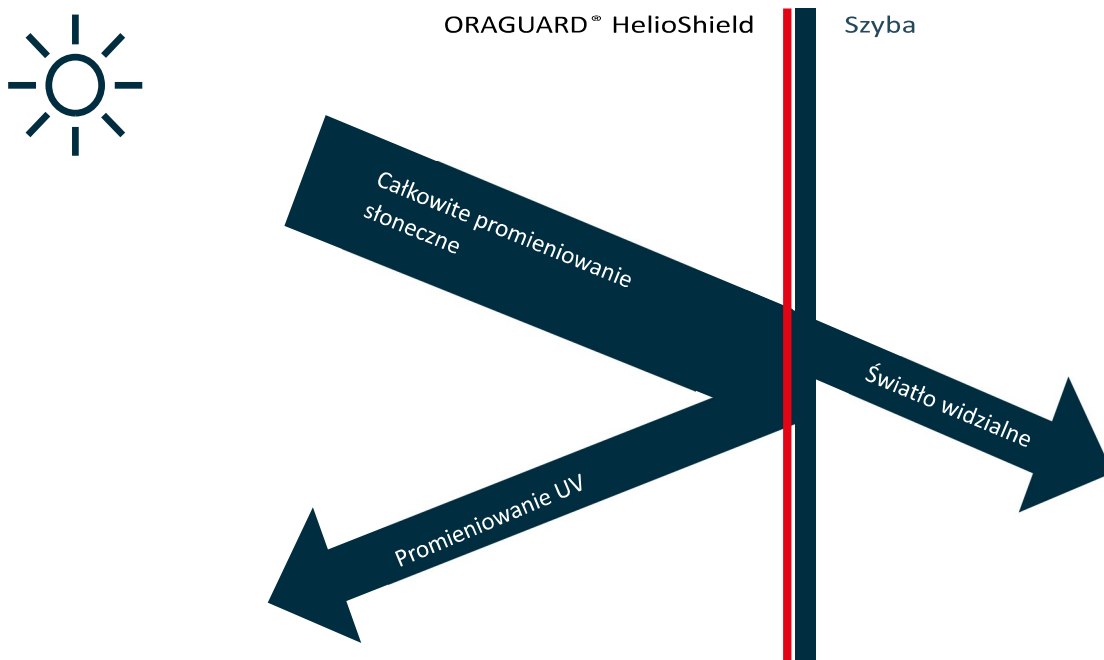 ORAGUARD® HelioShield
Szyba
Całkowite promieniowanie
słoneczne
Światło widzialne
Promieniowanie UV